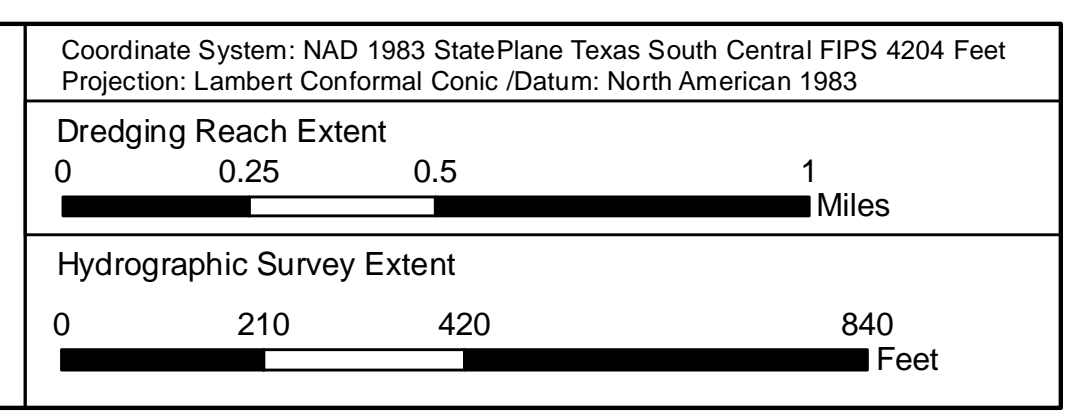 Coordinate System: NAD 1983 StatePlane Texas South Central FIPS 4204 Feet
Projection: Lambert Conformal Conic /Datum: North American 1983
Dredging Reach Extent
0 0.25 0.5 1
Miles
Hydrographic Survey Extent
0 210 420 840
Feet